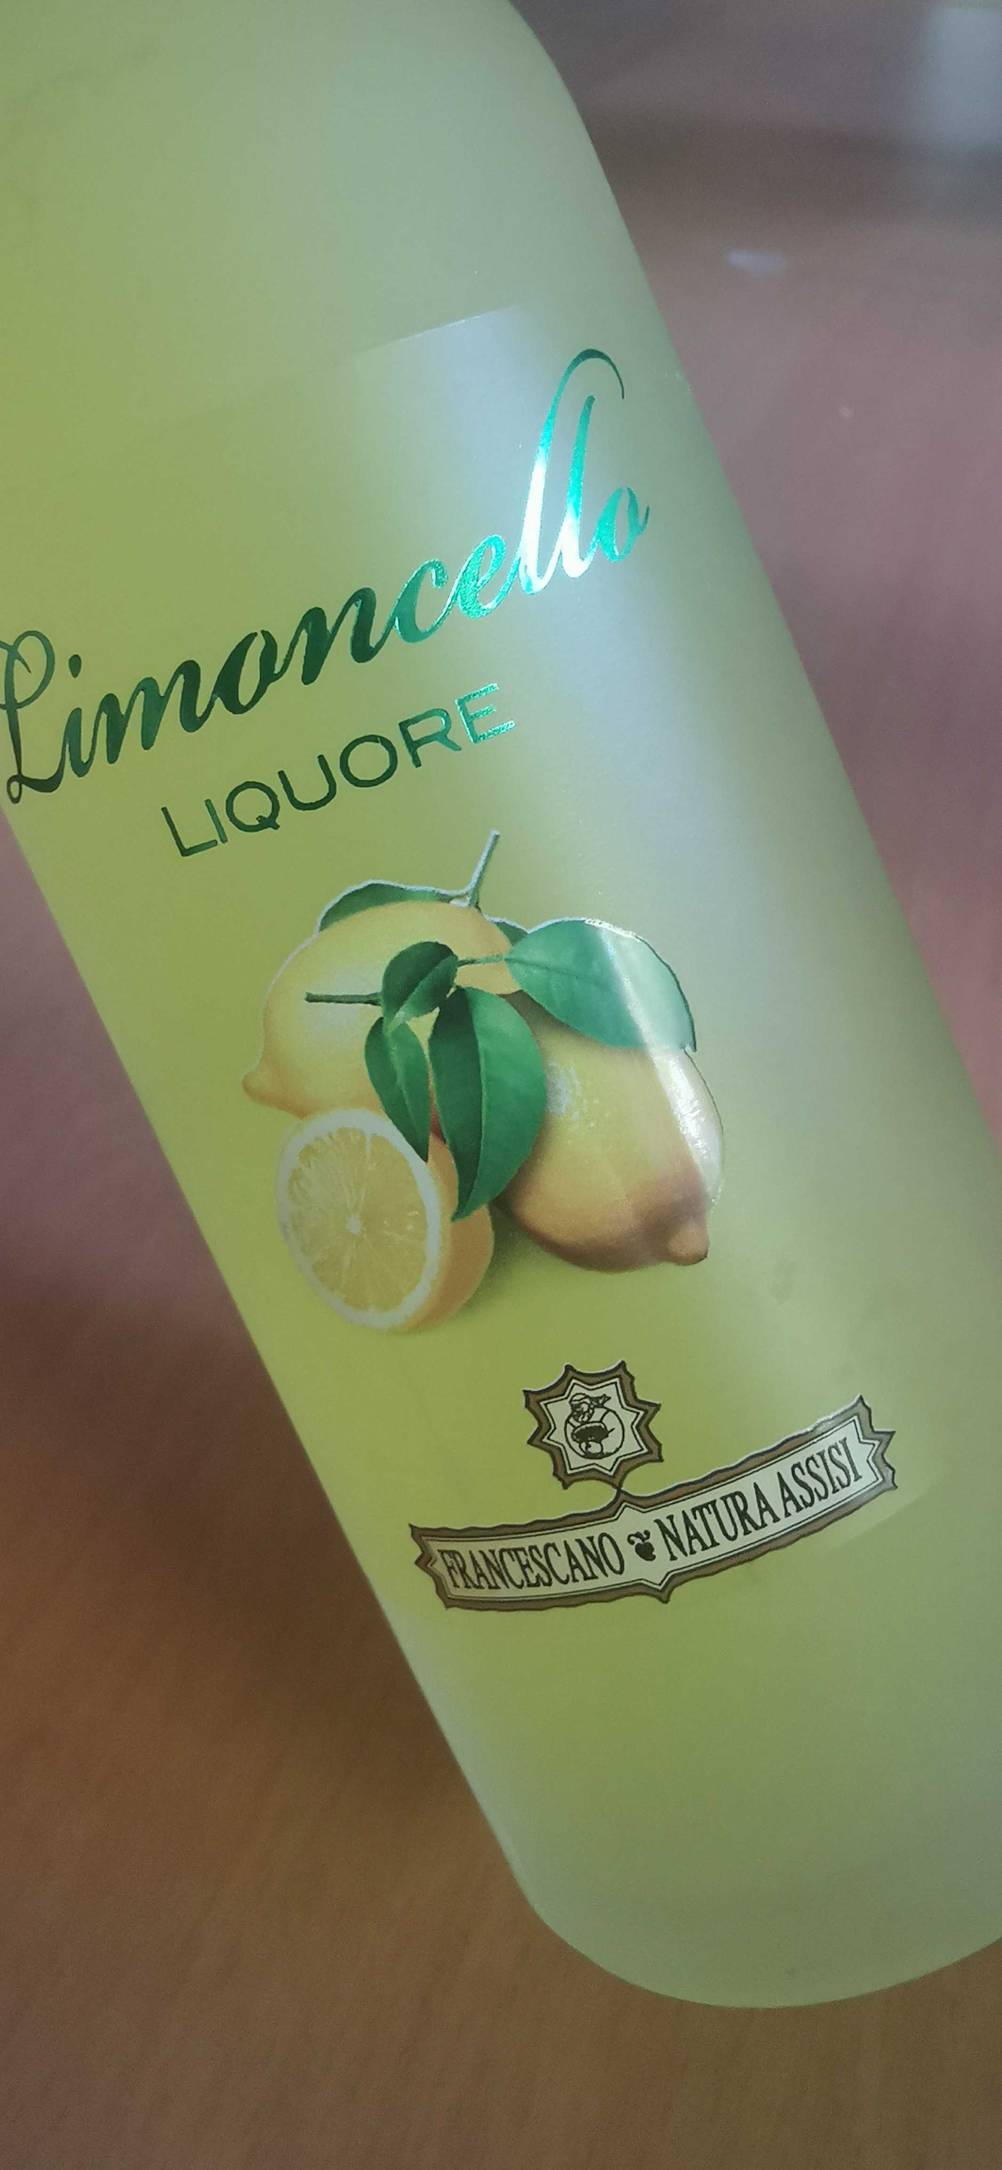 Limoncello
LIQUORE
FRANCESCANO NATURA ASSISI